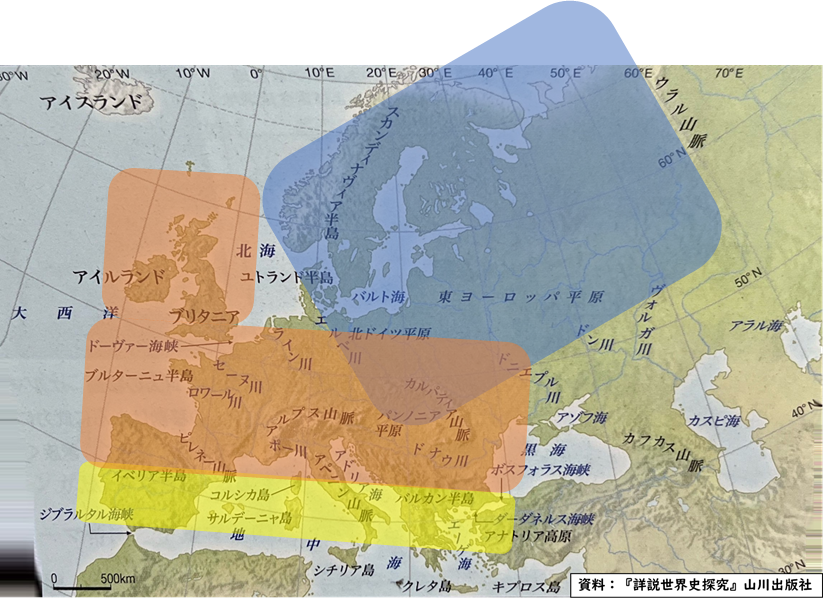 30°W
20°W
10°W
0°
10°E
20°E
30°E
40°E
50°E
60°E
70°E
アイスランド
スカンディナヴィア半島
ウラル山脈
60°N
北海
アイルランド
ユトランド半島
バルト海
東ヨーロッパ平原
50°N
大西洋
ブリタニア
エルベ川
北ドイツ平原
ヴォルガ川
ドン川
アラル海
ドーヴァー海峡
ライン川
ドニエプル川
ブルターニュ半島
セーヌ川
ロワール川
カルパティア山脈
アルプス山脈
パンノニア平原
アゾフ海
カスピ海
40°N
ピレネー山脈
ポー川
ドナウ川
黒海
カフカス山脈
イベリア半島
アペニン山脈
アドリア海
ボスフォラス海峡
コルシカ島
バルカン半島
ジブラルタル海峡
サルデーニャ島
エーゲ海
ダーダネルス海峡
アナトリア高原
地中海
シチリア島
クレタ島
キプロス島
30°N
0 500km
資料：『詳説世界史探究』山川出版社